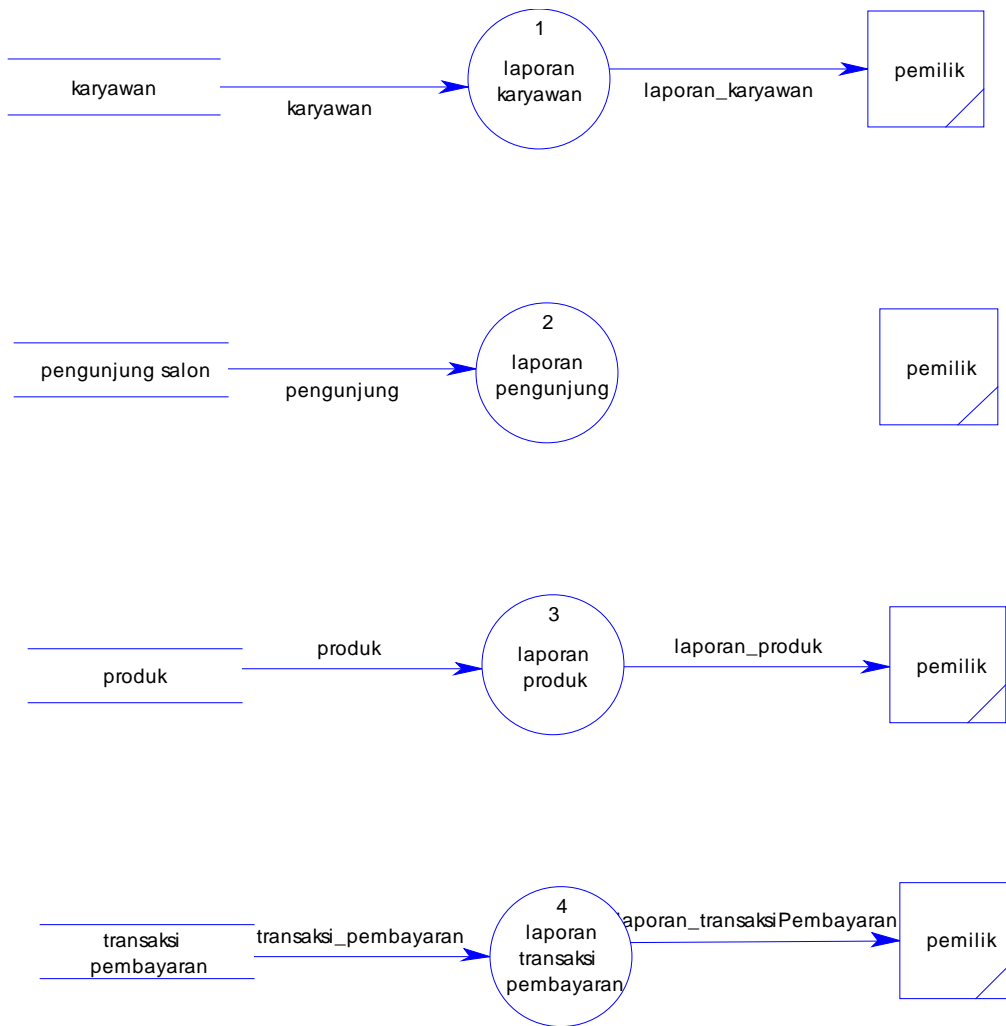 1
laporan
karyawan
karyawan
karyawan
laporan_karyawan
pemilik
2
laporan
pengunjung
pengunjung salon
pengunjung
pemilik
3
laporan
produk
produk
produk
laporan_produk
pemilik
4
laporan
transaksi
pembayaran
transaksi
pembayaran
transaksi_pembayaran
laporan_transaksiPembayaran
pemilik